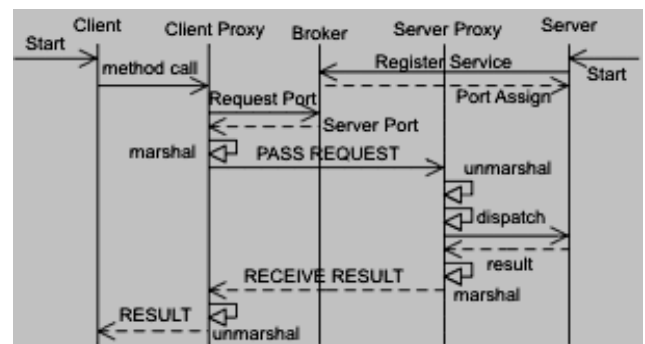 Client
Client Proxy
Broker
Server Proxy
Server
Start
Register Service
Start
method call
Port Assign
Request Port
Server Port
marshal
PASS REQUEST
unmarshal
dispatch
result
RECEIVE RESULT
marshal
RESULT
unmarshal